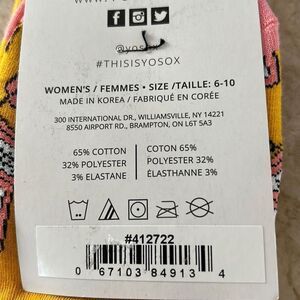 @yosox
#THISISYOSOX
WOMEN'S / FEMMES • SIZE /TAILLE: 6-10
MADE IN KOREA / FABRIQUÉ EN CORÉE
300 INTERNATIONAL DR., WILLIAMSVILLE, NY 14221
8550 AIRPORT RD., BRAMPTON, ON L6T 5A3
65% COTTON
32% POLYESTER
3% ELASTANE
COTON 65%
POLYESTER 32%
ÉLASTHANNE 3%
#412722
0 67103 84913 4